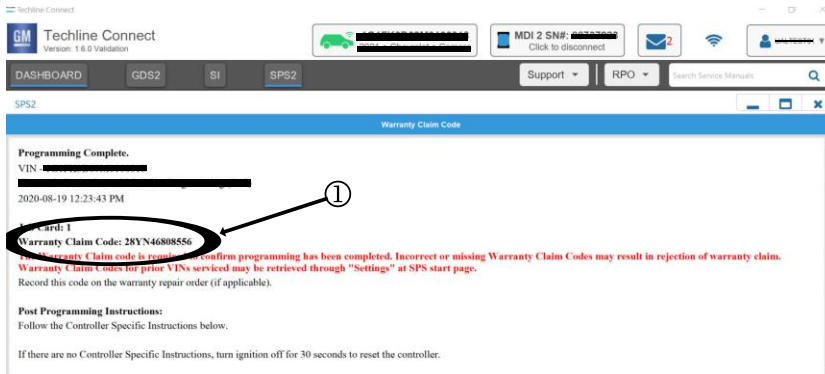 Techline Connect
GM
Techline Connect
Version: 1.6.0 Validation
MDI 2 SN#:
Click to disconnect
2
DASHBOARD GDS2 SI SPS2 Support RPO Search Service Manuals
SPS2
Warranty Claim Code
Programming Complete.
VIN -
2020-08-19 12:23:43 PM
①
Card: 1
Warranty Claim Code: 28YN46808556
The Warranty Claim code is required to confirm programming has been completed. Incorrect or missing Warranty Claim Codes may result in rejection of warranty claim.
Warranty Claim Codes for prior VINs serviced may be retrieved through "Settings" at SPS start page.
Record this code on the warranty repair order (if applicable).
Post Programming Instructions:
Follow the Controller Specific Instructions below.
If there are no Controller Specific Instructions, turn ignition off for 30 seconds to reset the controller.